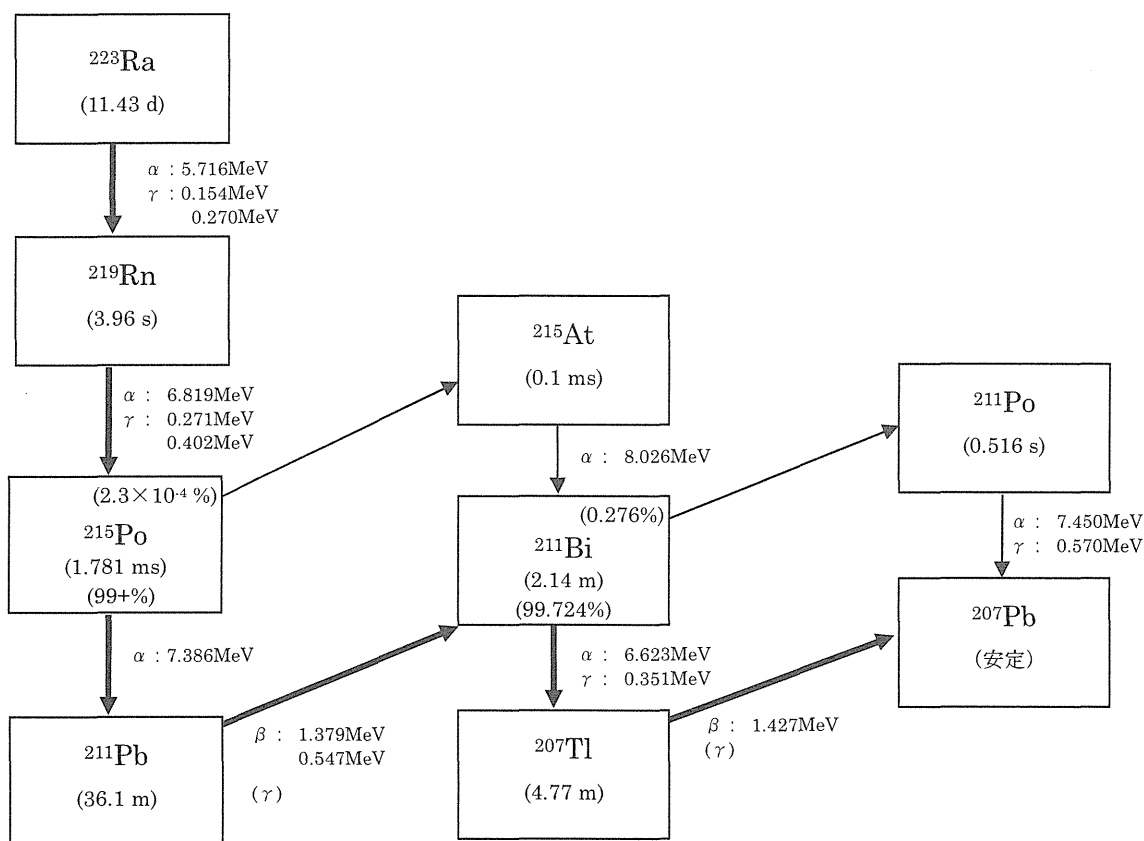 ²²³Ra
(11.43 d)
α : 5.716MeV
γ : 0.154MeV
0.270MeV
²¹⁹Rn
(3.96 s)
α : 6.819MeV
γ : 0.271MeV
0.402MeV
(2.3×10⁻⁴ %)
²¹⁵Po
(1.781 ms)
(99+%)
α : 7.386MeV
²¹¹Pb
(36.1 m)
β : 1.379MeV
0.547MeV
(γ)
²¹⁵At
(0.1 ms)
α : 8.026MeV
(0.276%)
²¹¹Bi
(2.14 m)
(99.724%)
α : 6.623MeV
γ : 0.351MeV
²⁰⁷Tl
(4.77 m)
β : 1.427MeV
(γ)
²¹¹Po
(0.516 s)
α : 7.450MeV
γ : 0.570MeV
²⁰⁷Pb
(安定)